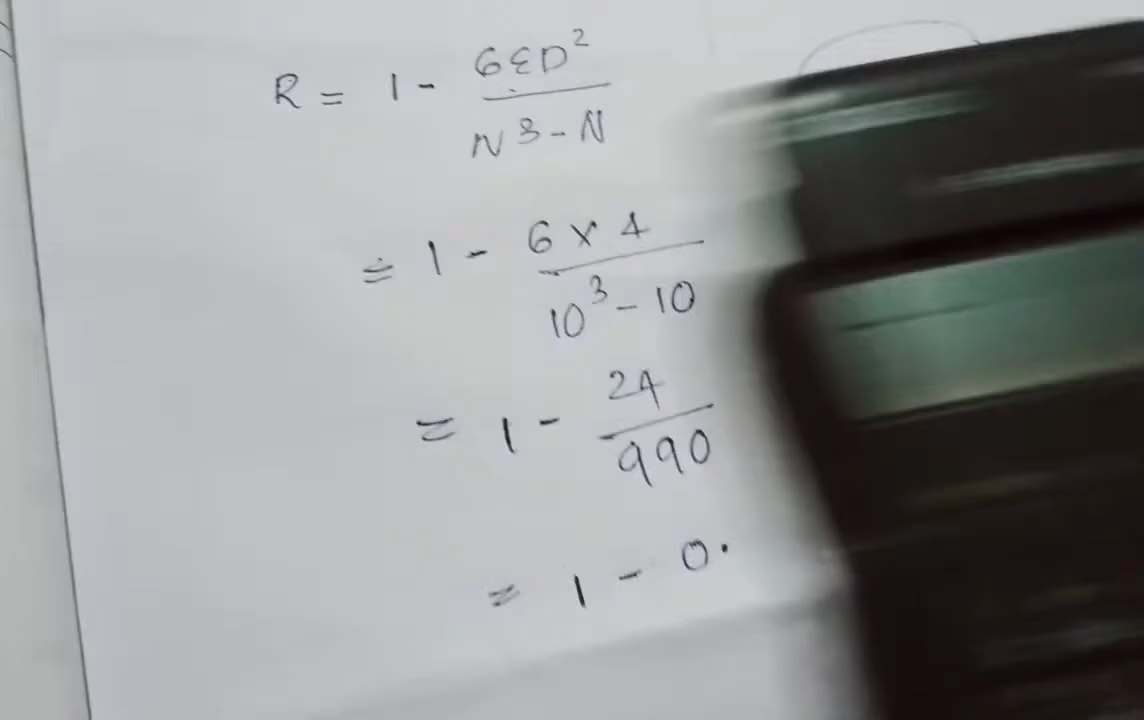 R = 1 - 6ΣD² / N³ - N
= 1 - 6 × 4 / 10³ - 10
= 1 - 24 / 990
= 1 - 0.